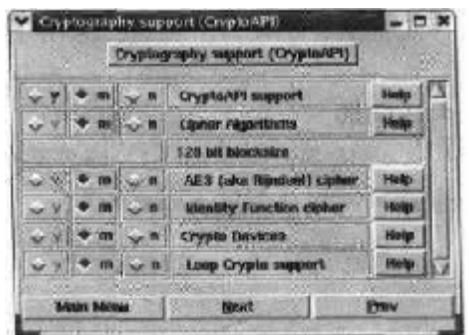 Cryptography support (CryptoAPI)
Cryptography support (CryptoAPI)
y m n CryptoAPI support Help
y m n Cipher Algorithms Help
128 bit blocksize
y m n AES (aka Rijndael) cipher Help
y m n Identity Function cipher Help
y m n Crypto Devices Help
y m n Loop Crypto support Help
Main Menu Next Prev